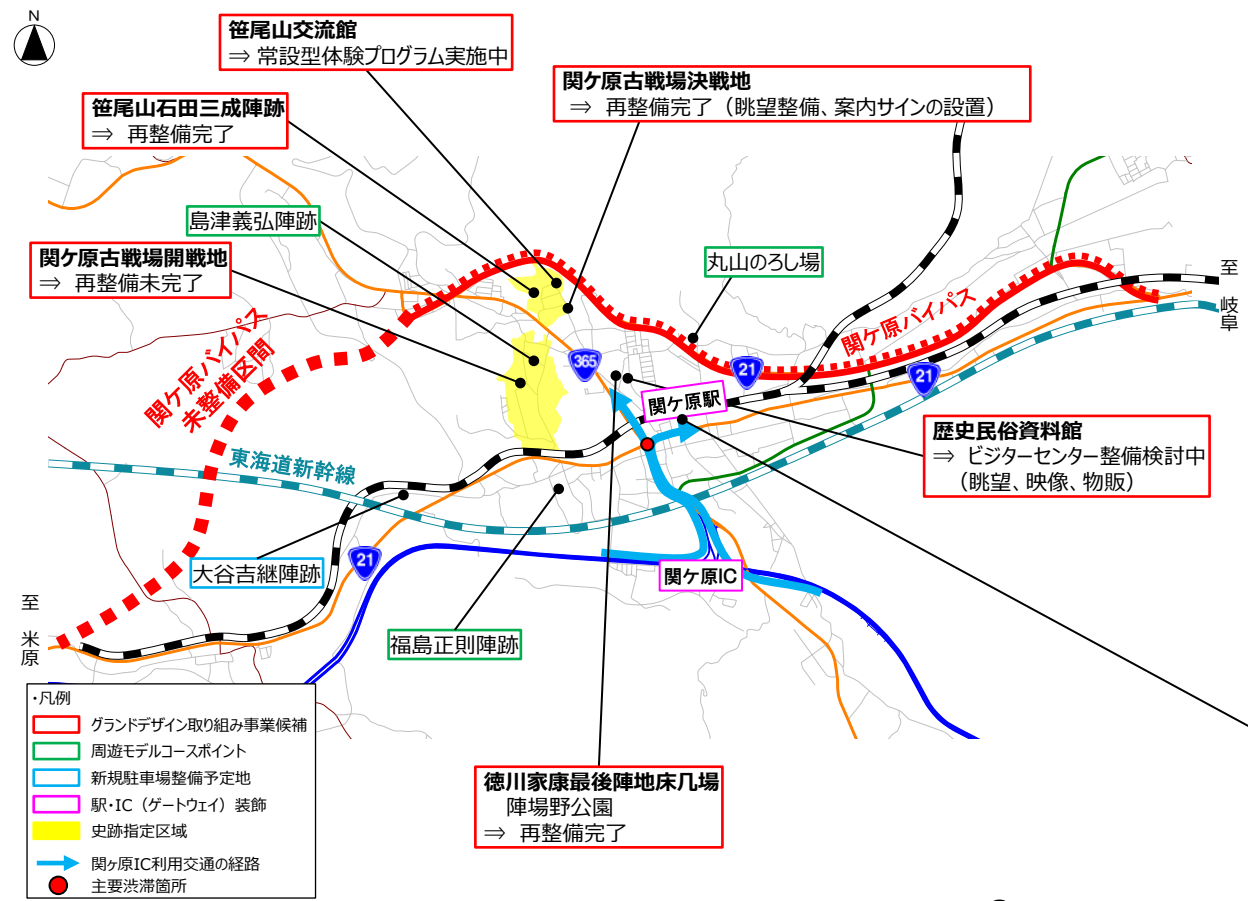 N
笹尾山交流館
⇒ 常設型体験プログラム実施中
関ケ原古戦場決戦地
⇒ 再整備完了（眺望整備、案内サインの設置）
笹尾山石田三成陣跡
⇒ 再整備完了
島津義弘陣跡
関ケ原古戦場開戦地
⇒ 再整備未完了
丸山のろし場
至
岐阜
関ケ原バイパス
関ケ原バイパス
未整備区間
365
21
21
関ケ原駅
歴史民俗資料館
⇒ ビジターセンター整備検討中
（眺望、映像、物販）
東海道新幹線
大谷吉継陣跡
21
関ケ原IC
至
米原
福島正則陣跡
徳川家康最後陣地床几場
陣場野公園
⇒ 再整備完了
・凡例
グランドデザイン取り組み事業候補
周遊モデルコースポイント
新規駐車場整備予定地
駅・IC（ゲートウェイ）装飾
史跡指定区域
関ヶ原IC利用交通の経路
主要渋滞箇所